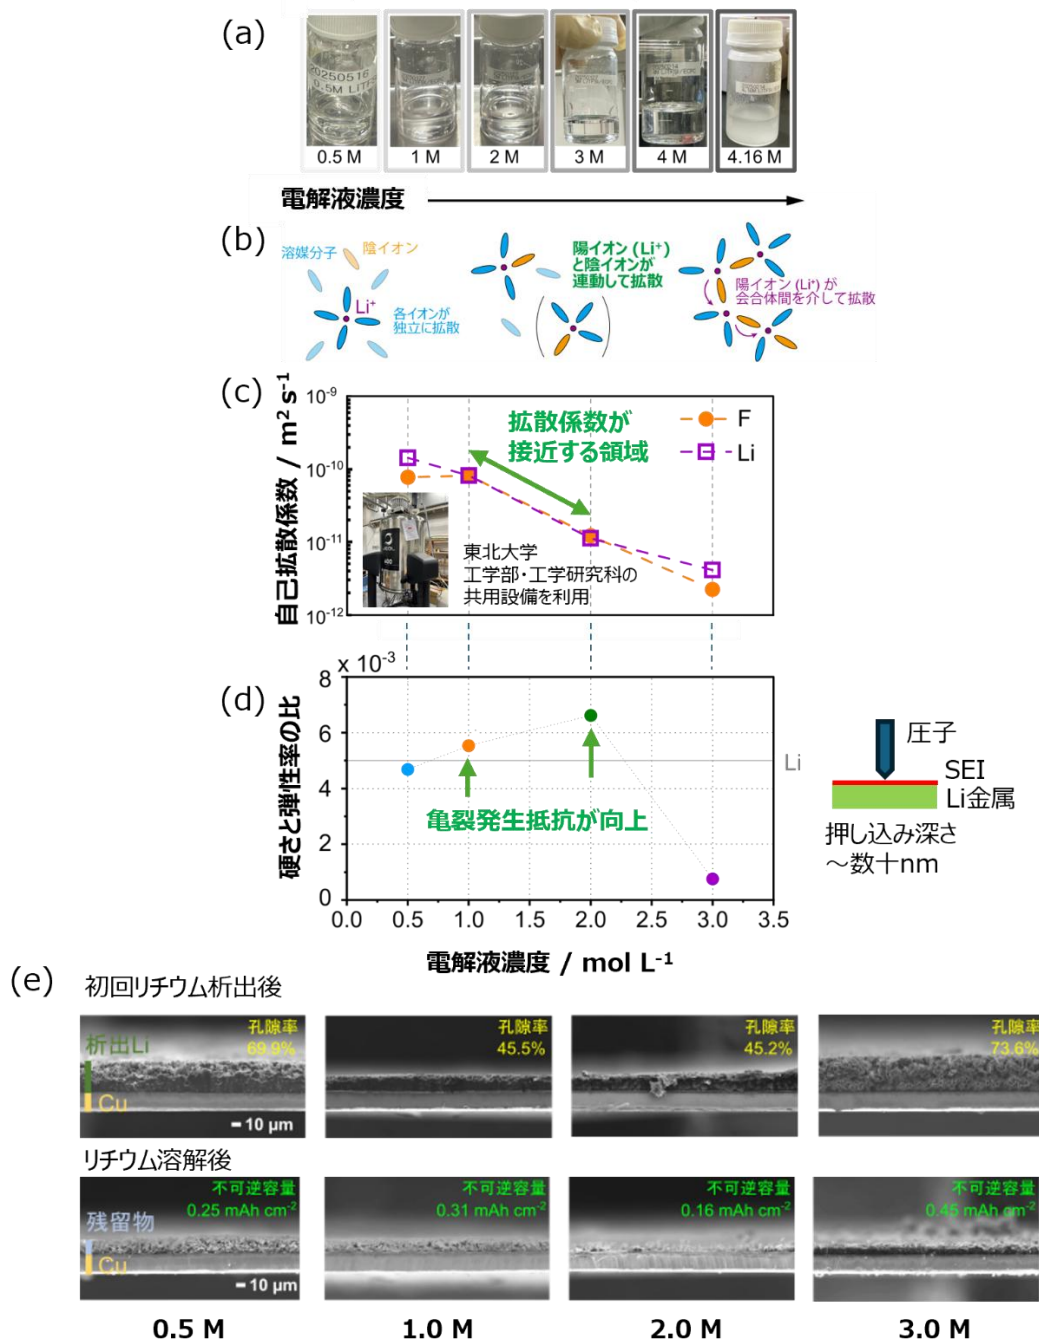 (a)
20250516
0.5M LiTFS
0.5 M
1 M
2 M
3 M
4 M
4.16 M
電解液濃度
(b)
溶媒分子
陰イオン
Li⁺
各イオンが
独立に拡散
陽イオン (Li⁺)
と陰イオンが
連動して拡散
陽イオン (Li⁺) が
会合体間を介して拡散
(c)
自己拡散係数 / m² s⁻¹
10⁻⁹
10⁻¹⁰
10⁻¹¹
10⁻¹²
拡散係数が
接近する領域
F
Li
東北大学
工学部・工学研究科の
共用設備を利用
(d)
硬さと弾性率の比
x 10⁻³
8
6
4
2
0
Li
亀裂発生抵抗が向上
0.0 0.5 1.0 1.5 2.0 2.5 3.0 3.5
電解液濃度 / mol L⁻¹
圧子
SEI
Li金属
押し込み深さ
～数十nm
(e)
初回リチウム析出後
孔隙率
69.9%
析出Li
Cu
10 µm
孔隙率
45.5%
孔隙率
45.2%
孔隙率
73.6%
リチウム溶解後
不可逆容量
0.25 mAh cm⁻²
残留物
Cu
10 µm
不可逆容量
0.31 mAh cm⁻²
不可逆容量
0.16 mAh cm⁻²
不可逆容量
0.45 mAh cm⁻²
0.5 M
1.0 M
2.0 M
3.0 M